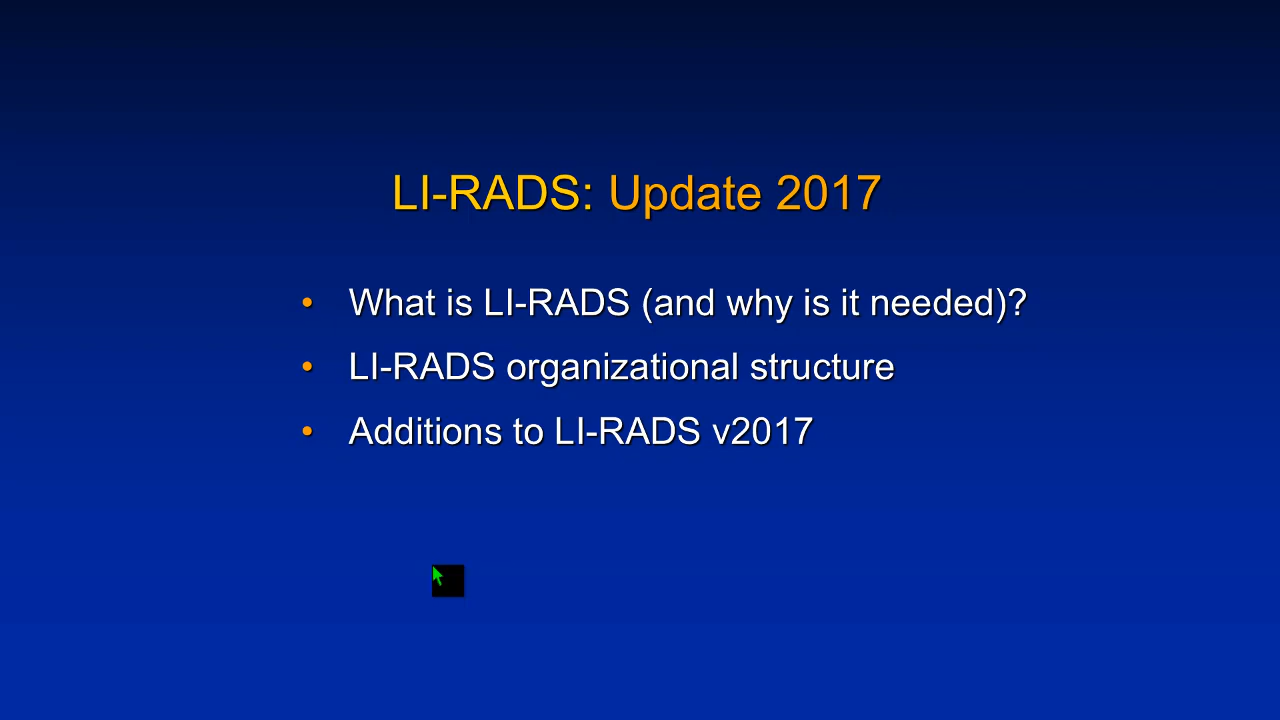 LI-RADS: Update 2017
• What is LI-RADS (and why is it needed)?
• LI-RADS organizational structure
• Additions to LI-RADS v2017